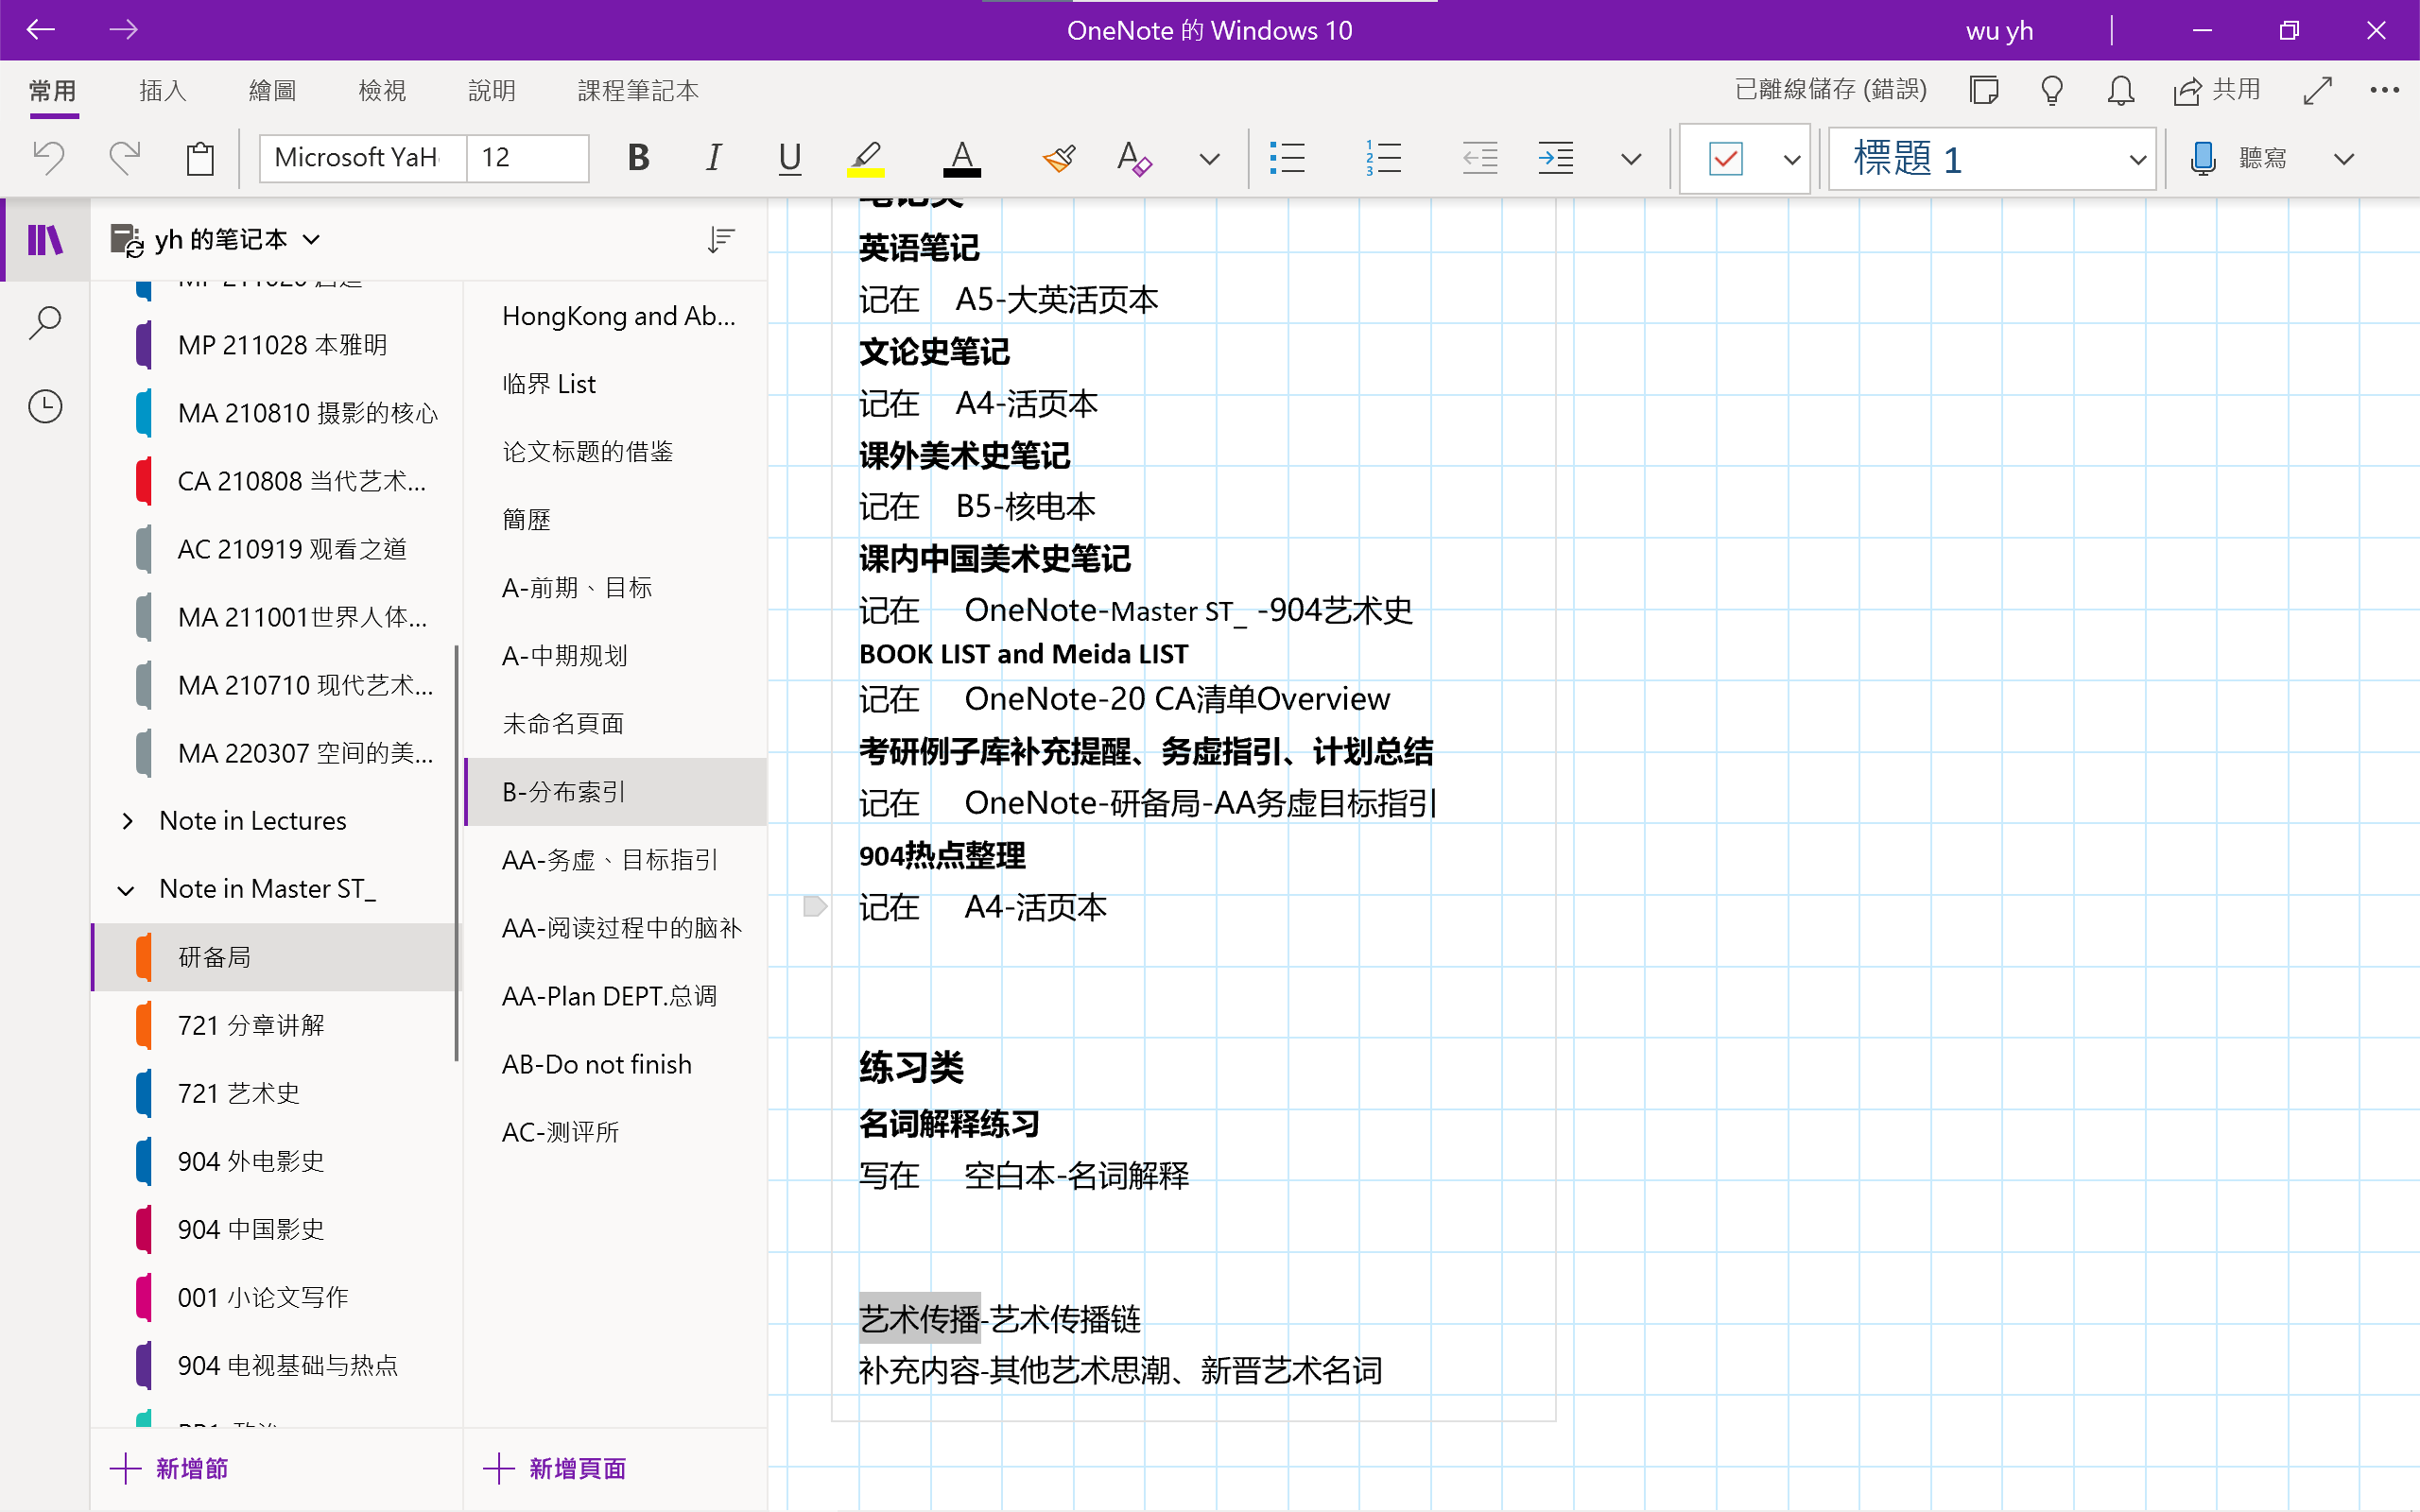 OneNote 的 Windows 10
wu yh
常用
插入
繪圖
檢視
說明
課程筆記本
已離線儲存 (錯誤)
共用
Microsoft YaH
12
B
I
U
A
標題 1
聽寫
yh 的笔记本
MP 211028 本雅明
MA 210810 摄影的核心
CA 210808 当代艺术...
AC 210919 观看之道
MA 211001世界人体...
MA 210710 现代艺术...
MA 220307 空间的美...
Note in Lectures
Note in Master ST_
研备局
721 分章讲解
721 艺术史
904 外电影史
904 中国影史
001 小论文写作
904 电视基础与热点
新增節
HongKong and Ab...
临界 List
论文标题的借鉴
簡歷
A-前期、目标
A-中期规划
未命名頁面
B-分布索引
AA-务虚、目标指引
AA-阅读过程中的脑补
AA-Plan DEPT.总调
AB-Do not finish
AC-测评所
新增頁面
笔记类
英语笔记
记在 A5-大英活页本
文论史笔记
记在 A4-活页本
课外美术史笔记
记在 B5-核电本
课内中国美术史笔记
记在 OneNote-Master ST_ -904艺术史
BOOK LIST and Meida LIST
记在 OneNote-20 CA清单Overview
考研例子库补充提醒、务虚指引、计划总结
记在 OneNote-研备局-AA务虚目标指引
904热点整理
记在 A4-活页本
练习类
名词解释练习
写在 空白本-名词解释
艺术传播-艺术传播链
补充内容-其他艺术思潮、新晋艺术名词